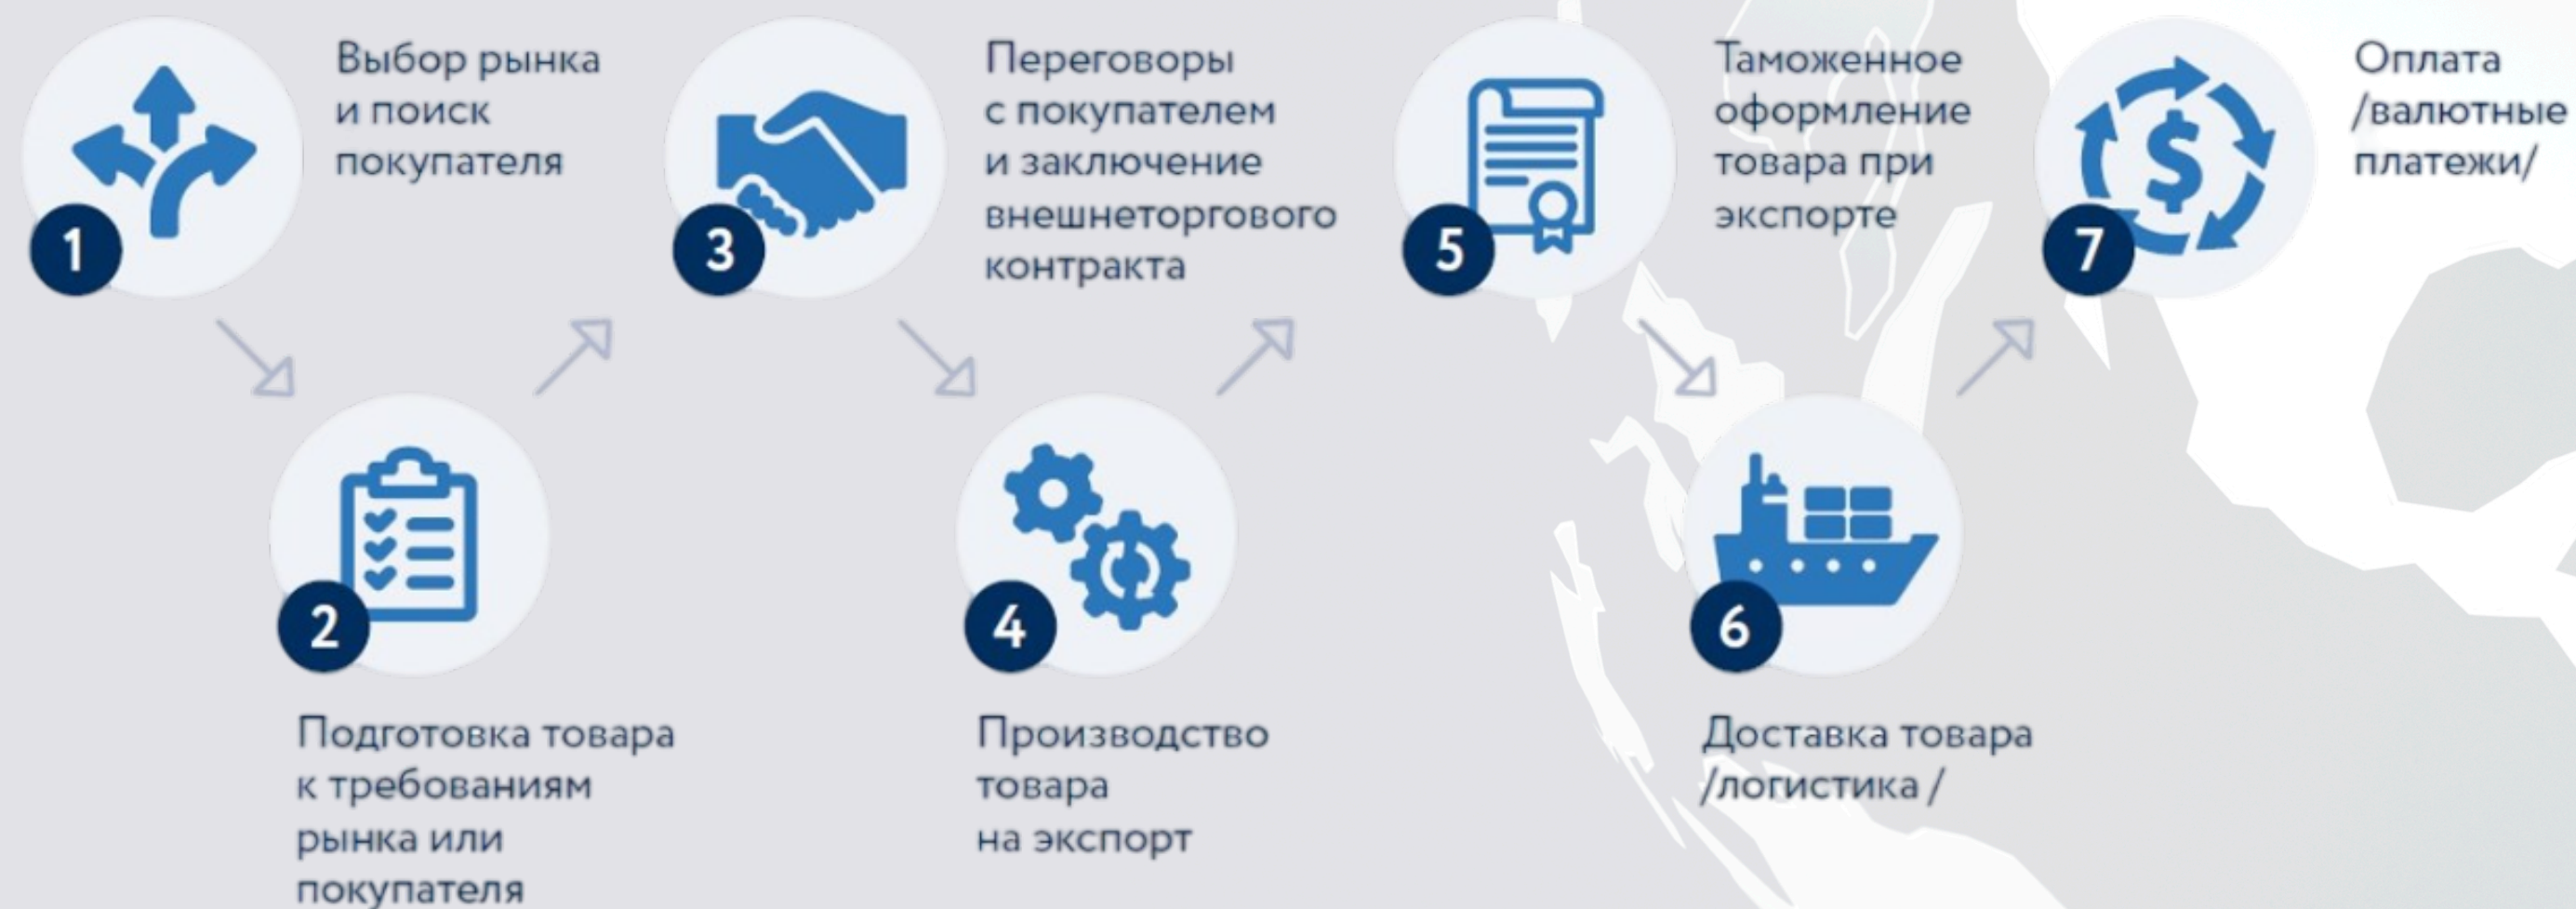 1
Выбор рынка
и поиск
покупателя
2
Подготовка товара
к требованиям
рынка или
покупателя
3
Переговоры
с покупателем
и заключение
внешнеторгового
контракта
4
Производство
товара
на экспорт
5
Таможенное
оформление
товара при
экспорте
6
Доставка товара
/логистика /
7
Оплата
/валютные
платежи/
$